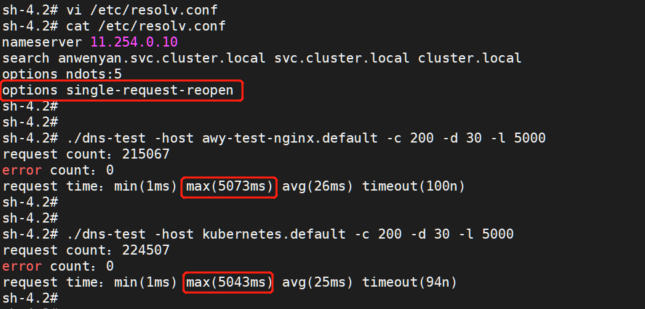 sh-4.2# vi /etc/resolv.conf
sh-4.2# cat /etc/resolv.conf
nameserver 11.254.0.10
search anwenyan.svc.cluster.local svc.cluster.local cluster.local
options ndots:5
options single-request-reopen
sh-4.2#
sh-4.2#
sh-4.2# ./dns-test -host awy-test-nginx.default -c 200 -d 30 -l 5000
request count: 215067
error count: 0
request time: min(1ms) max(5073ms) avg(26ms) timeout(100n)
sh-4.2#
sh-4.2#
sh-4.2# ./dns-test -host kubernetes.default -c 200 -d 30 -l 5000
request count: 224507
error count: 0
request time: min(1ms) max(5043ms) avg(25ms) timeout(94n)
sh-4.2#